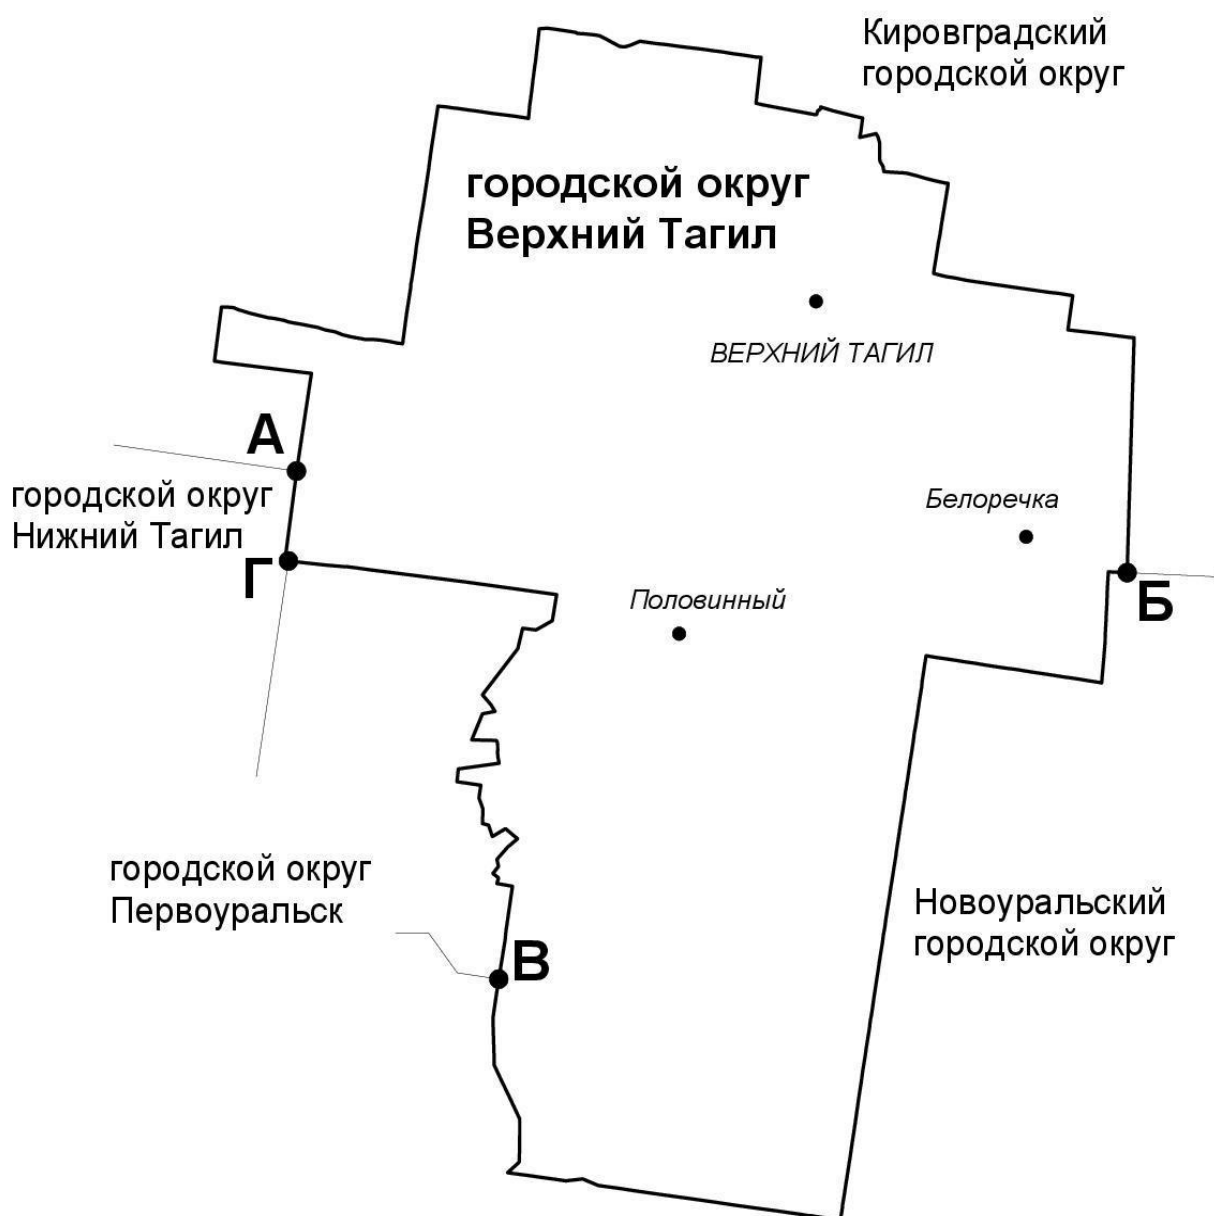 Кировградский
городской округ
городской округ
Верхний Тагил
ВЕРХНИЙ ТАГИЛ
А
городской округ
Нижний Тагил
Белоречка
Г
Половинный
Б
городской округ
Первоуральск
Новоуральский
городской округ
В